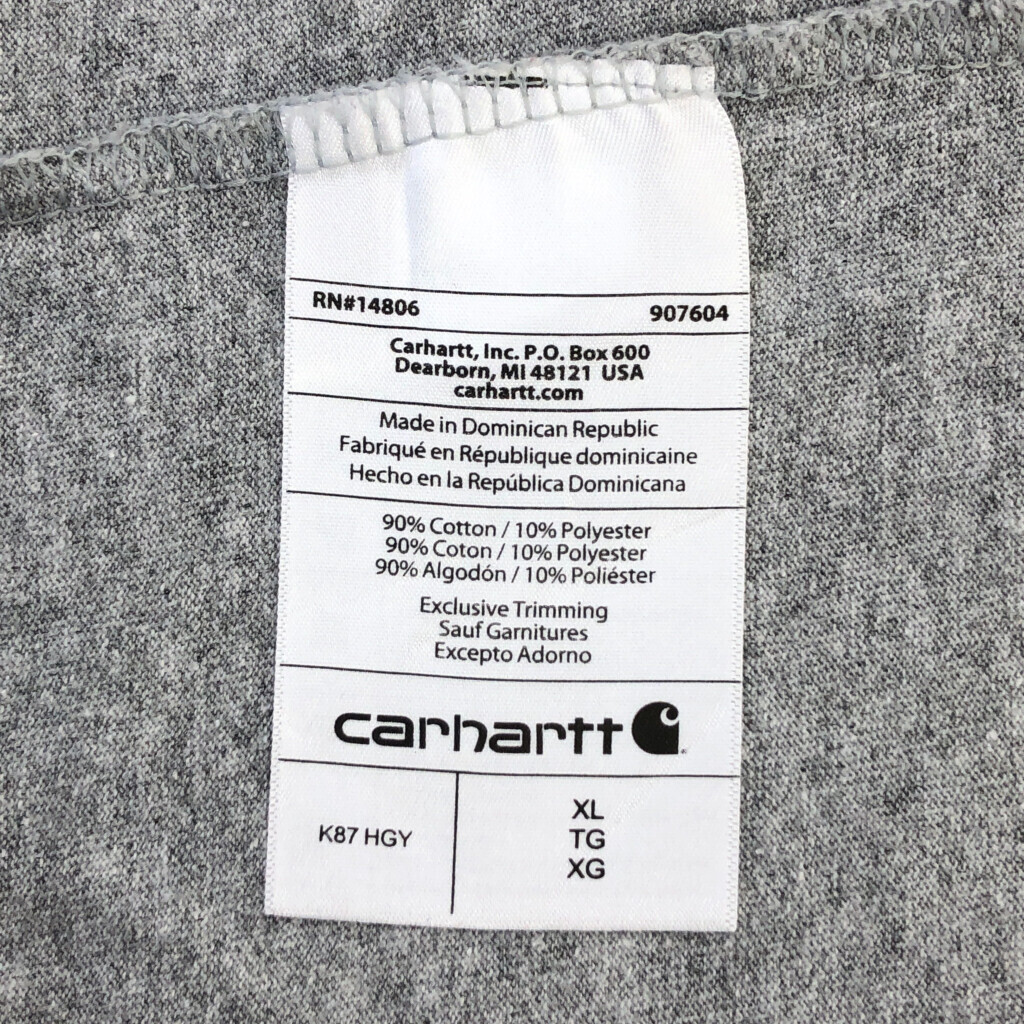 RN#14806 907604
Carhartt, Inc. P.O. Box 600
Dearborn, MI 48121 USA
carhartt.com
Made in Dominican Republic
Fabriqué en République dominicaine
Hecho en la República Dominicana
90% Cotton / 10% Polyester
90% Coton / 10% Polyester
90% Algodón / 10% Poliéster
Exclusive Trimming
Sauf Garnitures
Excepto Adorno
carhartt
K87 HGY
XL
TG
XG